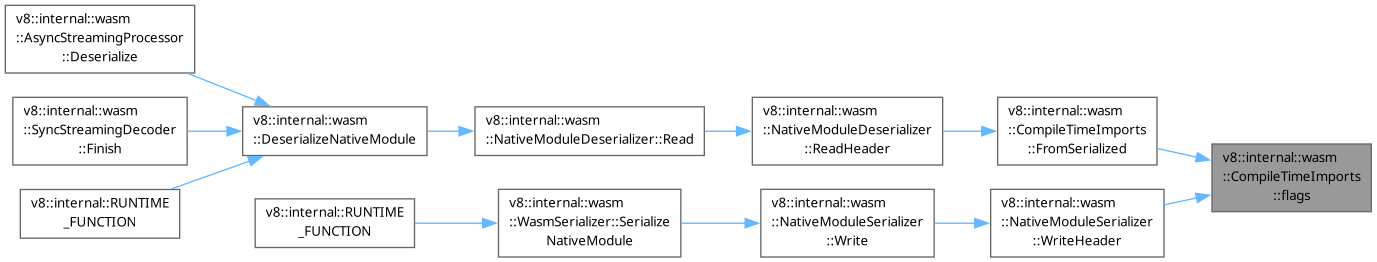 v8::internal::wasm
::AsyncStreamingProcessor
::Deserialize
v8::internal::wasm
::SyncStreamingDecoder
::Finish
v8::internal::RUNTIME
_FUNCTION
v8::internal::wasm
::DeserializeNativeModule
v8::internal::RUNTIME
_FUNCTION
v8::internal::wasm
::NativeModuleDeserializer::Read
v8::internal::wasm
::WasmSerializer::Serialize
NativeModule
v8::internal::wasm
::NativeModuleDeserializer
::ReadHeader
v8::internal::wasm
::NativeModuleSerializer
::Write
v8::internal::wasm
::CompileTimeImports
::FromSerialized
v8::internal::wasm
::NativeModuleSerializer
::WriteHeader
v8::internal::wasm
::CompileTimeImports
::flags